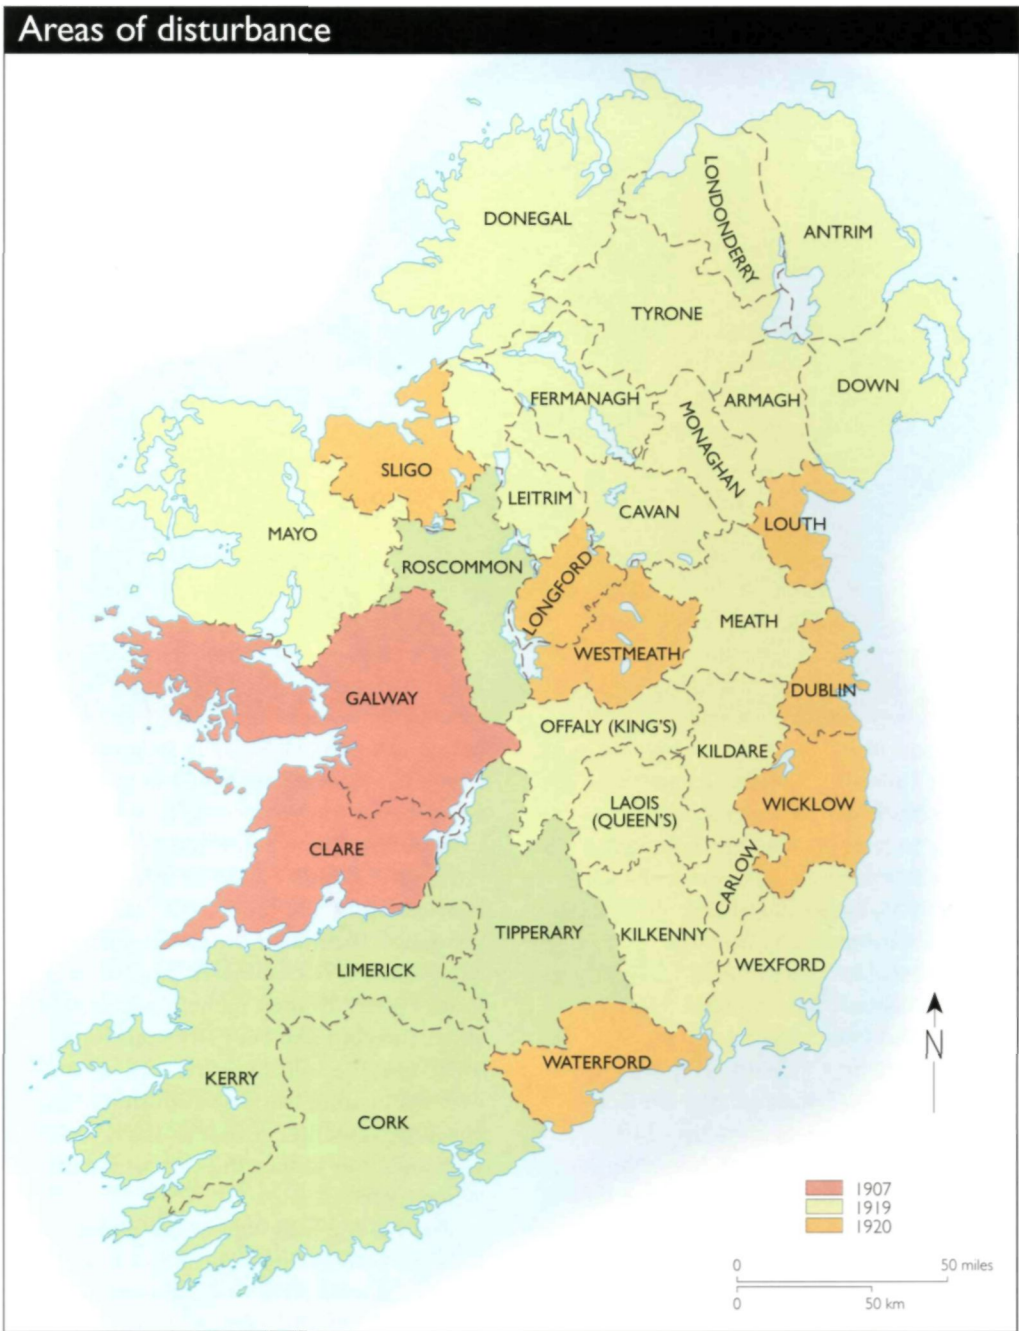 Areas of disturbance
DONEGAL
LONDONDERRY
ANTRIM
TYRONE
FERMANAGH
MONAGHAN
ARMAGH
DOWN
SLIGO
LEITRIM
CAVAN
LOUTH
MAYO
ROSCOMMON
LONGFORD
MEATH
WESTMEATH
GALWAY
DUBLIN
OFFALY (KING'S)
KILDARE
LAOIS
(QUEEN'S)
WICKLOW
CLARE
CARLOW
TIPPERARY
KILKENNY
WEXFORD
LIMERICK
N
WATERFORD
KERRY
CORK
1907
1919
1920
0 50 miles
0 50 km